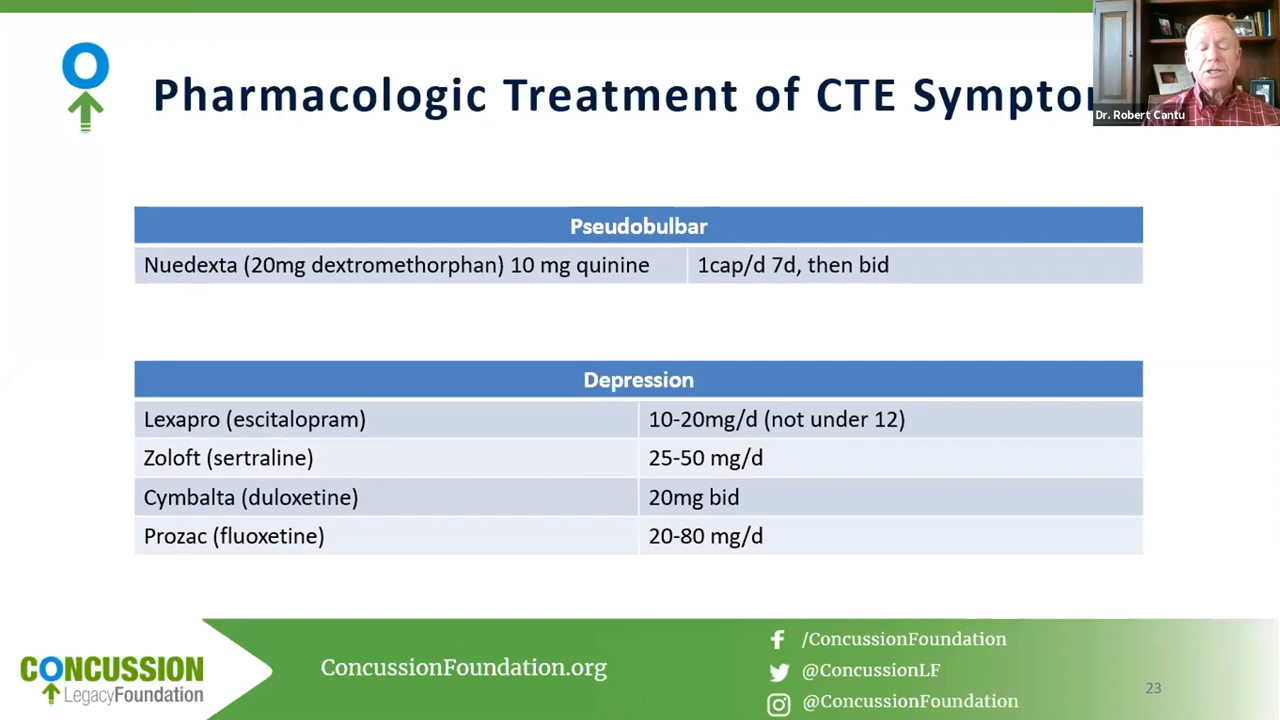 Pharmacologic Treatment of CTE Sympto
Dr. Robert Cantu
Pseudobulbar
Nuedexta (20mg dextromethorphan) 10 mg quinine 1cap/d 7d, then bid
Depression
Lexapro (escitalopram) 10-20mg/d (not under 12)
Zoloft (sertraline) 25-50 mg/d
Cymbalta (duloxetine) 20mg bid
Prozac (fluoxetine) 20-80 mg/d
CONCUSSION
LegacyFoundation
ConcussionFoundation.org
/ConcussionFoundation
@ConcussionLF
@ConcussionFoundation
23